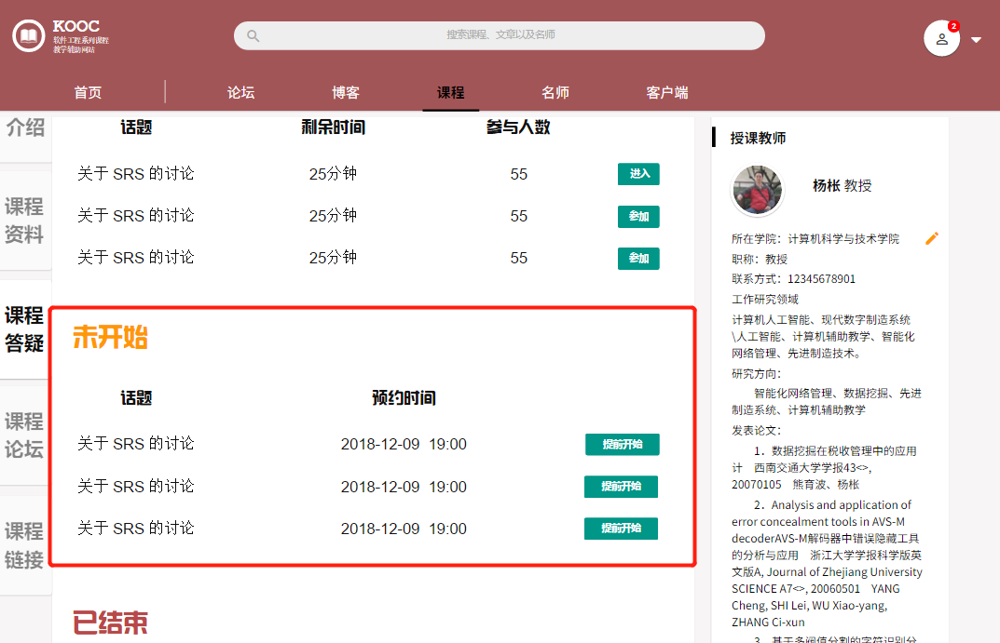 KOOC
软件工程系列课程
教学辅助网站
搜索课程、文章以及名师
2
首页
论坛
博客
课程
名师
客户端
介绍
课程
资料
课程
答疑
课程
论坛
课程
链接
话题 剩余时间 参与人数
关于 SRS 的讨论 25分钟 55 进入
关于 SRS 的讨论 25分钟 55 参加
关于 SRS 的讨论 25分钟 55 参加
未开始
话题 预约时间
关于 SRS 的讨论 2018-12-09 19:00 提前开始
关于 SRS 的讨论 2018-12-09 19:00 提前开始
关于 SRS 的讨论 2018-12-09 19:00 提前开始
已结束
授课教师
杨枨 教授
所在学院：计算机科学与技术学院
职称：教授
联系方式：12345678901
工作研究领域
计算机人工智能、现代数字制造系统
\人工智能、计算机辅助教学、智能化
网络管理、先进制造技术。
研究方向：
智能化网络管理、数据挖掘、先进
制造系统、计算机辅助教学
发表论文：
1．数据挖掘在税收管理中的应用
计 西南交通大学学报43<>,
20070105 熊育波、杨枨
2．Analysis and application of
error concealment tools in AVS-M
decoderAVS-M解码器中错误隐藏工具
的分析与应用 浙江大学学报科学版英
文版A, Journal of Zhejiang University
SCIENCE A7<>, 20060501 YANG
Cheng, SHI Lei, WU Xiao-yang,
ZHANG Ci-xun
3．基于多阈值分割的字符识别分